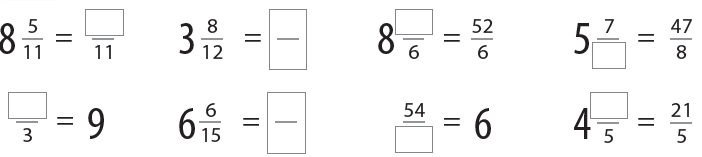 8 5/11 = □/11    3 8/12 = □/□    8 □/6 = 52/6    5 7/□ = 47/8
□/3 = 9    6 6/15 = □/□    54/□ = 6    4 □/5 = 21/5